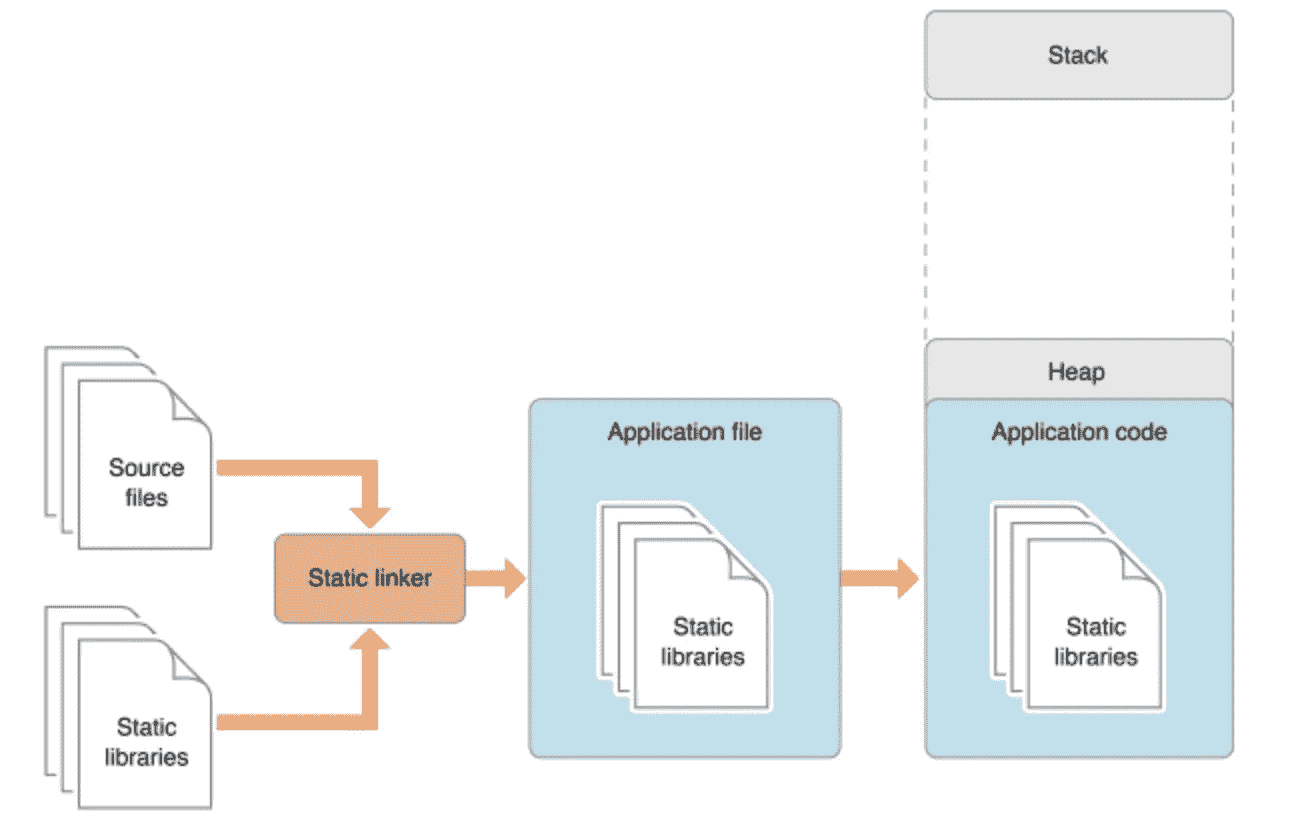 Stack
Heap
Application file
Application code
Source
files
Static linker
Static
libraries
Static
libraries
Static
libraries